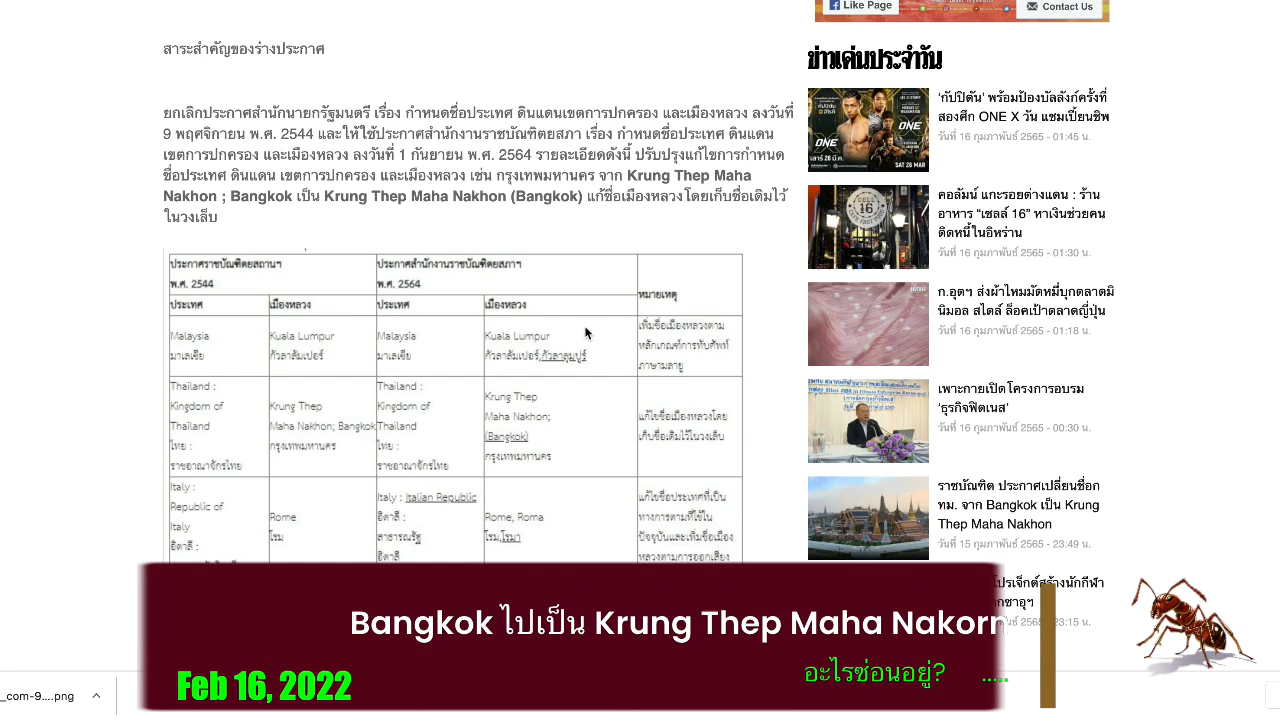 Like Page
Contact Us
สาระสำคัญของร่างประกาศ
ยกเลิกประกาศสำนักนายกรัฐมนตรี เรื่อง กำหนดชื่อประเทศ ดินแดนเขตการปกครอง และเมืองหลวง ลงวันที่
9 พฤศจิกายน พ.ศ. 2544 และให้ใช้ประกาศสำนักงานราชบัณฑิตยสภา เรื่อง กำหนดชื่อประเทศ ดินแดน
เขตการปกครอง และเมืองหลวง ลงวันที่ 1 กันยายน พ.ศ. 2564 รายละเอียดดังนี้ ปรับปรุงแก้ไขการกำหนด
ชื่อประเทศ ดินแดน เขตการปกครอง และเมืองหลวง เช่น กรุงเทพมหานคร จาก Krung Thep Maha
Nakhon ; Bangkok เป็น Krung Thep Maha Nakhon (Bangkok) แก้ชื่อเมืองหลวงโดยเก็บชื่อเดิมไว้
ในวงเล็บ
ประกาศราชบัณฑิตยสถานฯ
พ.ศ. 2544
ประกาศสำนักงานราชบัณฑิตยสภาฯ
พ.ศ. 2564
หมายเหตุ
ประเทศ
เมืองหลวง
ประเทศ
เมืองหลวง
Malaysia
มาเลเซีย
Kuala Lumpur
กัวลาลัมเปอร์
Malaysia
มาเลเซีย
Kuala Lumpur
กัวลาลัมเปอร์,กัวลาลุมปูร์
เพิ่มชื่อเมืองหลวงตาม
หลักเกณฑ์การทับศัพท์
ภาษามลายู
Thailand :
Kingdom of
Thailand
ไทย :
ราชอาณาจักรไทย
Krung Thep
Maha Nakhon; Bangkok
กรุงเทพมหานคร
Thailand :
Kingdom of
Thailand
ไทย :
ราชอาณาจักรไทย
Krung Thep
Maha Nakhon;
(Bangkok)
กรุงเทพมหานคร
แก้ไขชื่อเมืองหลวงโดย
เก็บชื่อเดิมไว้ในวงเล็บ
Italy :
Republic of
Italy
อิตาลี :
Rome
โรม
Italy : Italian Republic
อิตาลี :
สาธารณรัฐ
อิตาลี
Rome, Roma
โรม,โรมา
แก้ไขชื่อประเทศที่เป็น
ทางการตามที่ใช้ใน
ปัจจุบันและเพิ่มชื่อเมือง
หลวงตามการออกเสียง
ข่าวเด่นประจำวัน
'กัปปิตัน' พร้อมป้องบัลลังก์ครั้งที่
สองศึก ONE X วัน แชมเปี้ยนชิพ
วันที่ 16 กุมภาพันธ์ 2565 - 01:45 น.
คอลัมน์ แกะรอยต่างแดน : ร้าน
อาหาร "เซลล์ 16" หาเงินช่วยคน
ติดหนี้ในอิหร่าน
วันที่ 16 กุมภาพันธ์ 2565 - 01:30 น.
ก.อุตฯ ส่งผ้าไหมมัดหมี่บุกตลาดมิ
นิมอล สไตล์ ล็อคเป้าตลาดญี่ปุ่น
วันที่ 16 กุมภาพันธ์ 2565 - 01:18 น.
เพาะกายเปิดโครงการอบรม
'ธุรกิจฟิตเนส'
วันที่ 16 กุมภาพันธ์ 2565 - 00:30 น.
ราชบัณฑิต ประกาศเปลี่ยนชื่อก
ทม. จาก Bangkok เป็น Krung
Thep Maha Nakhon
วันที่ 15 กุมภาพันธ์ 2565 - 23:49 น.
ONE
ONE
SAT 26 MAR
CELL
16
โปรเจ็กต์สร้างนักกีฬา
23:15 น.
Bangkok ไปเป็น Krung Thep Maha Nakorn
อะไรซ่อนอยู่? .....
Feb 16, 2022
_com-9....png